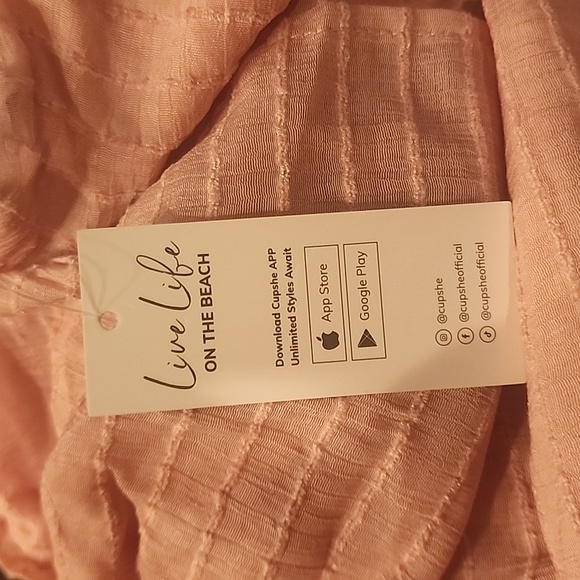 Live Life
ON THE BEACH
Download Cupshe APP
Unlimited Styles Await
App Store
Google Play
@cupshe
@cupsheofficial
@cupsheofficial